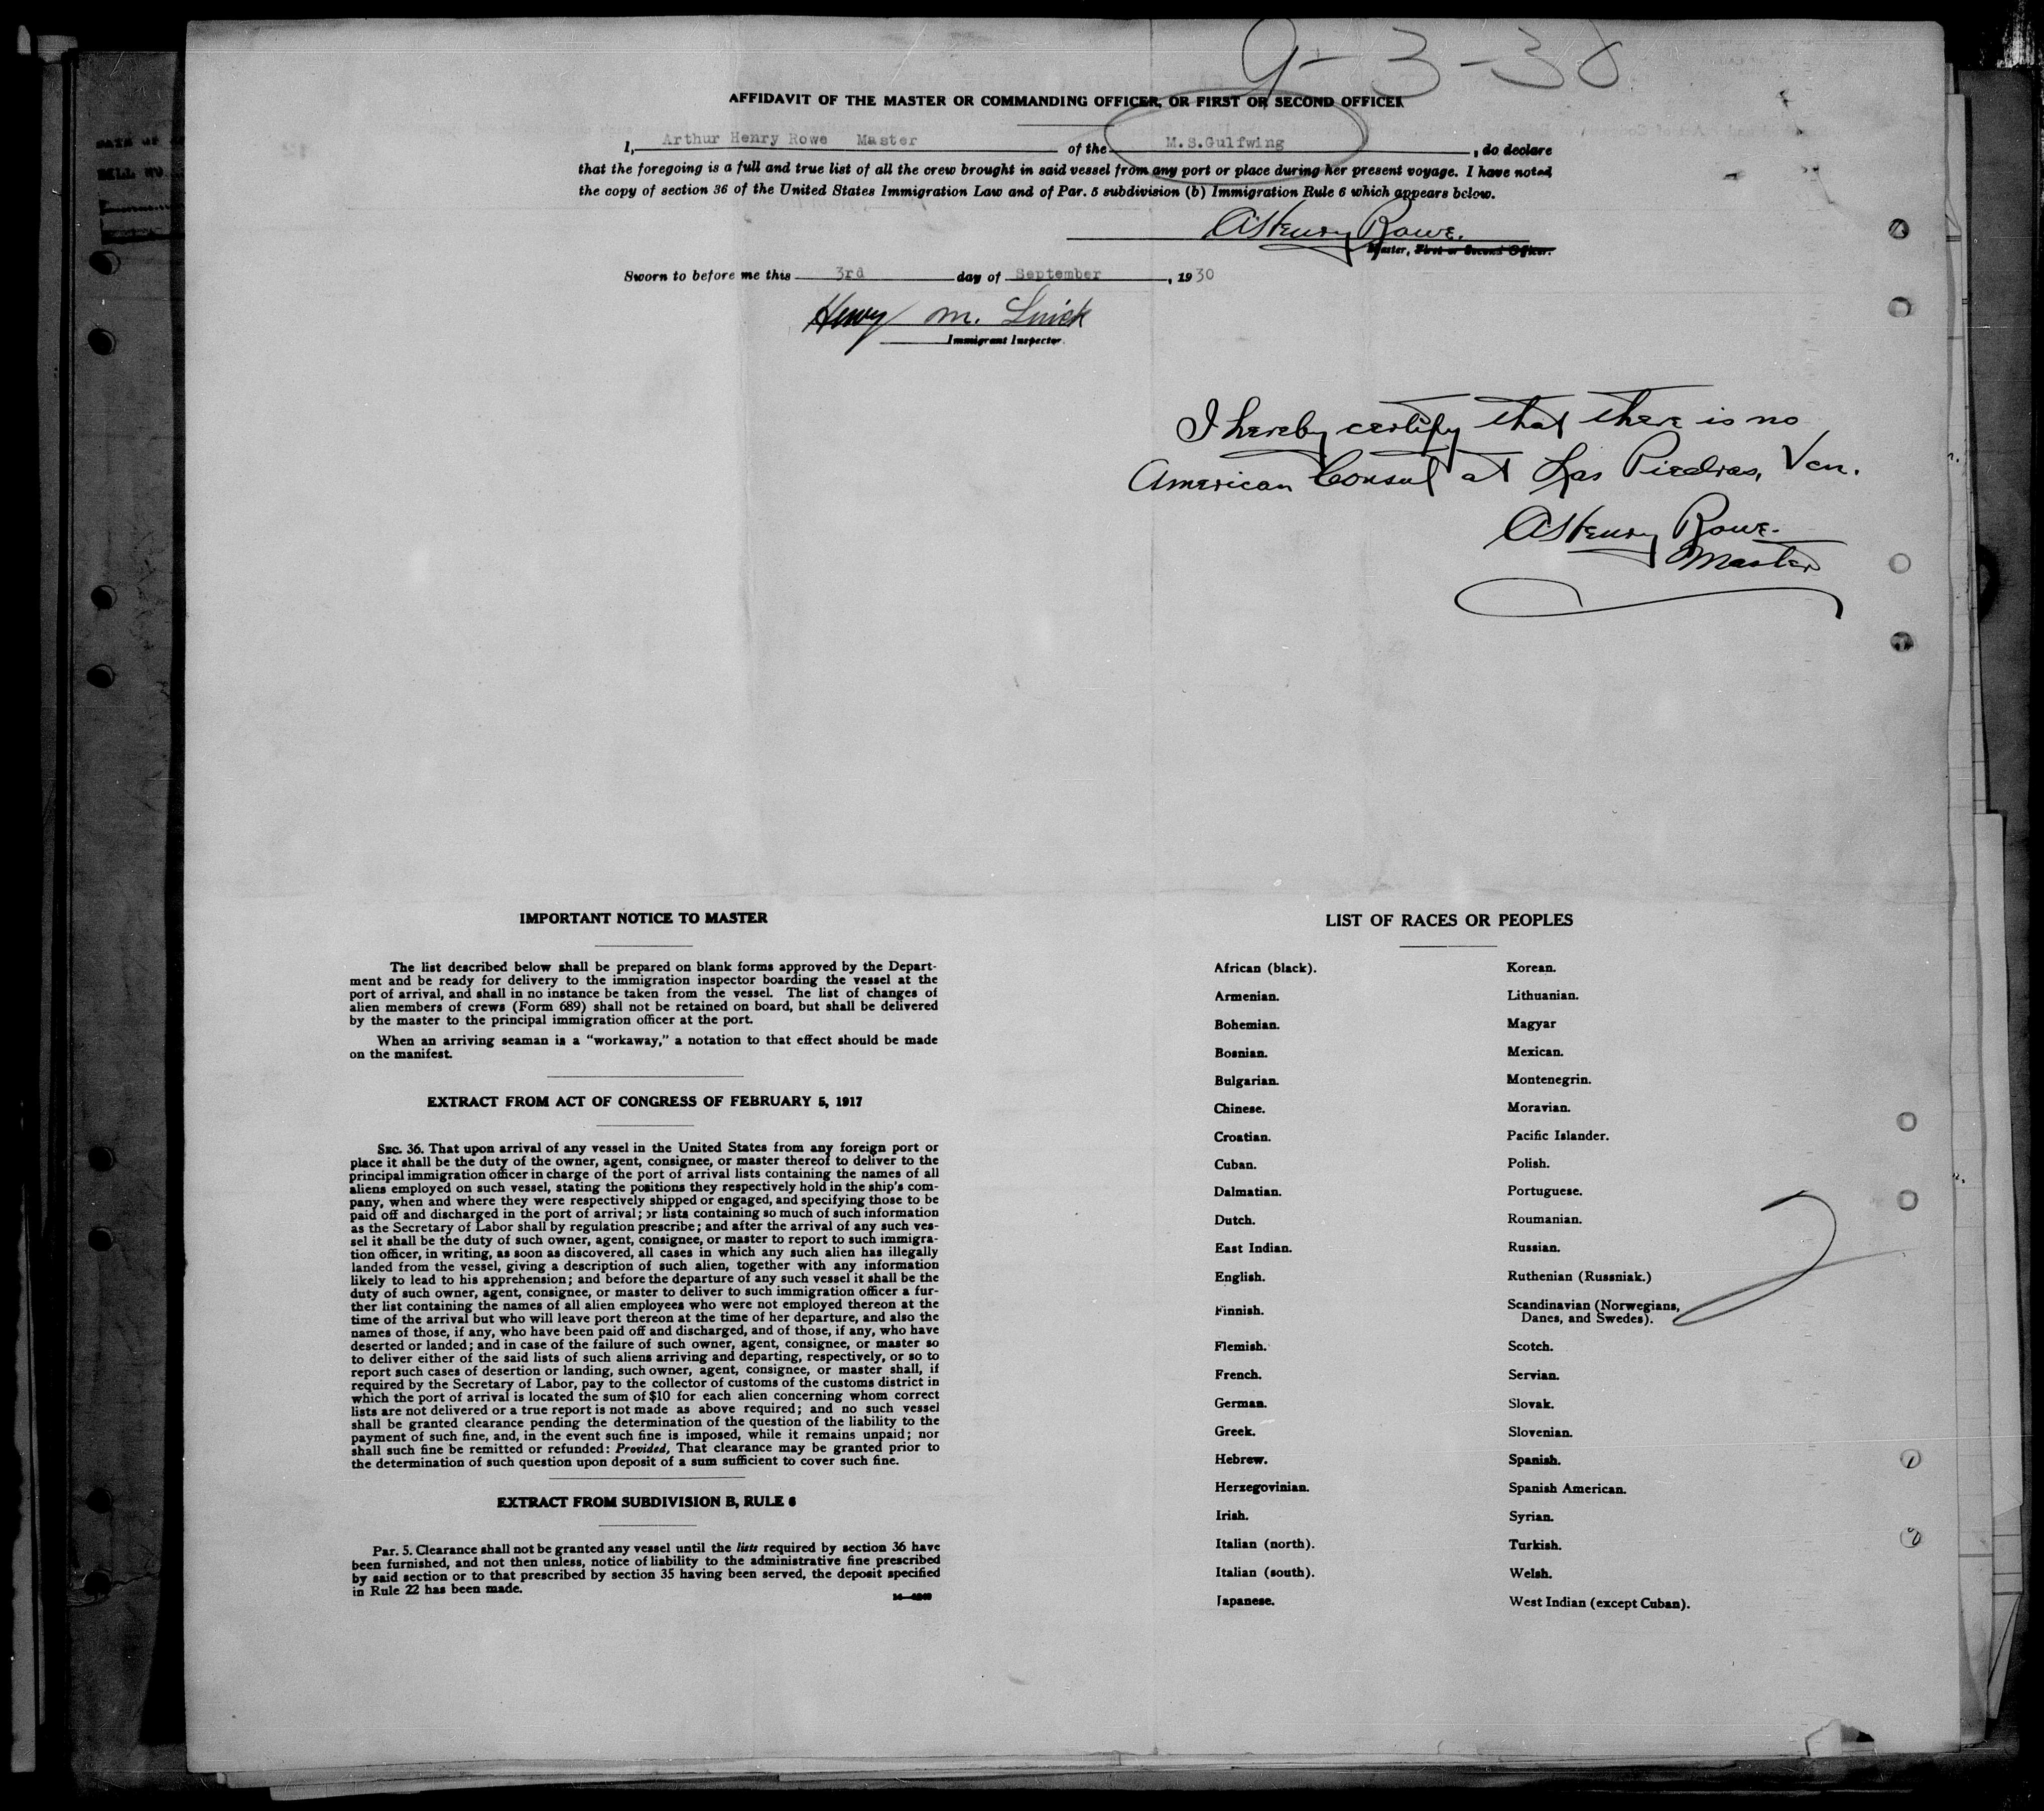 9-3-30
AFFIDAVIT OF THE MASTER OR COMMANDING OFFICER, OR FIRST OR SECOND OFFICER
I, Arthur Henry Rowe Master of the M.S.Gulfwing, do declare
that the foregoing is a full and true list of all the crew brought in said vessel from any port or place during her present voyage. I have noted
the copy of section 36 of the United States Immigration Law and of Par. 5 subdivision (b) Immigration Rule 6 which appears below.
AHenry Rowe.
Master, First or Second Officer.
Sworn to before me this 3rd day of September, 1930
Henry M.
Immigrant Inspector.
I hereby certify that there is no
American Consul at Las Piedras, Ven.
AHenry Rowe.
Master
IMPORTANT NOTICE TO MASTER
The list described below shall be prepared on blank forms approved by the Depart-
ment and be ready for delivery to the immigration inspector boarding the vessel at the
port of arrival, and shall in no instance be taken from the vessel. The list of changes of
alien members of crews (Form 689) shall not be retained on board, but shall be delivered
by the master to the principal immigration officer at the port.
When an arriving seaman is a "workaway," a notation to that effect should be made
on the manifest.
EXTRACT FROM ACT OF CONGRESS OF FEBRUARY 5, 1917
SEC. 36. That upon arrival of any vessel in the United States from any foreign port or
place it shall be the duty of the owner, agent, consignee, or master thereof to deliver to the
principal immigration officer in charge of the port of arrival lists containing the names of all
aliens employed on such vessel, stating the positions they respectively hold in the ship's com-
pany, when and where they were respectively shipped or engaged, and specifying those to be
paid off and discharged in the port of arrival; or lists containing so much of such information
as the Secretary of Labor shall by regulation prescribe; and after the arrival of any such ves-
sel it shall be the duty of such owner, agent, consignee, or master to report to such immigra-
tion officer, in writing, as soon as discovered, all cases in which any such alien has illegally
landed from the vessel, giving a description of such alien, together with any information
likely to lead to his apprehension; and before the departure of any such vessel it shall be the
duty of such owner, agent, consignee, or master to deliver to such immigration officer a fur-
ther list containing the names of all alien employees who were not employed thereon at the
time of the arrival but who will leave port thereon at the time of her departure, and also the
names of those, if any, who have been paid off and discharged, and of those, if any, who have
deserted or landed; and in case of the failure of such owner, agent, consignee, or master so
to deliver either of the said lists of such aliens arriving and departing, respectively, or so to
report such cases of desertion or landing, such owner, agent, consignee, or master shall, if
required by the Secretary of Labor, pay to the collector of customs of the customs district in
which the port of arrival is located the sum of $10 for each alien concerning whom correct
lists are not delivered or a true report is not made as above required; and no such vessel
shall be granted clearance pending the determination of the question of the liability to the
payment of such fine, and, in the event such fine is imposed, while it remains unpaid; nor
shall such fine be remitted or refunded: Provided, That clearance may be granted prior to
the determination of such question upon deposit of a sum sufficient to cover such fine.
EXTRACT FROM SUBDIVISION B, RULE 6
Par. 5. Clearance shall not be granted any vessel until the lists required by section 36 have
been furnished, and not then unless, notice of liability to the administrative fine prescribed
by said section or to that prescribed by section 35 having been served, the deposit specified
in Rule 22 has been made.
LIST OF RACES OR PEOPLES
African (black).
Armenian.
Bohemian.
Bosnian.
Bulgarian.
Chinese.
Croatian.
Cuban.
Dalmatian.
Dutch.
East Indian.
English.
Finnish.
Flemish.
French.
German.
Greek.
Hebrew.
Herzegovinian.
Irish.
Italian (north).
Italian (south).
Japanese.
Korean.
Lithuanian.
Magyar
Mexican.
Montenegrin.
Moravian.
Pacific Islander.
Polish.
Portuguese.
Roumanian.
Russian.
Ruthenian (Russniak.)
Scandinavian (Norwegians,
Danes, and Swedes).
Scotch.
Servian.
Slovak.
Slovenian.
Spanish.
Spanish American.
Syrian.
Turkish.
Welsh.
West Indian (except Cuban).